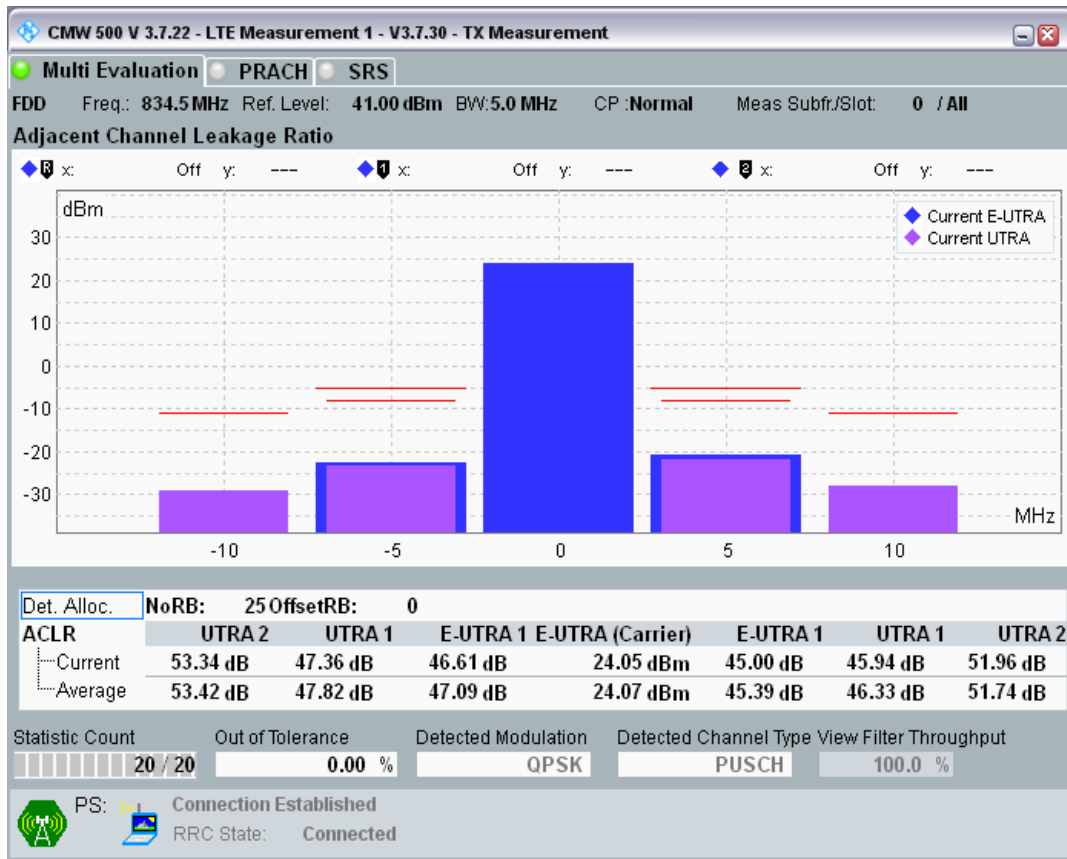 CMW 500 V 3.7.22 - LTE Measurement 1 - V3.7.30 - TX Measurement
Multi Evaluation PRACH SRS
FDD Freq.: 834.5 MHz Ref. Level: 41.00 dBm BW:5.0 MHz CP :Normal Meas Subfr./Slot: 0 / All
Adjacent Channel Leakage Ratio
R x: Off y: --- 1 x: Off y: --- 2 x: Off y: ---
dBm
Current E-UTRA
Current UTRA
30
20
10
0
-10
-20
-30
MHz
-10 -5 0 5 10
Det. Alloc. NoRB: 25 OffsetRB: 0
ACLR UTRA 2 UTRA 1 E-UTRA 1 E-UTRA (Carrier) E-UTRA 1 UTRA 1 UTRA 2
Current 53.34 dB 47.36 dB 46.61 dB 24.05 dBm 45.00 dB 45.94 dB 51.96 dB
Average 53.42 dB 47.82 dB 47.09 dB 24.07 dBm 45.39 dB 46.33 dB 51.74 dB
Statistic Count Out of Tolerance Detected Modulation Detected Channel Type View Filter Throughput
20 / 20 0.00 % QPSK PUSCH 100.0 %
PS: Connection Established
RRC State: Connected